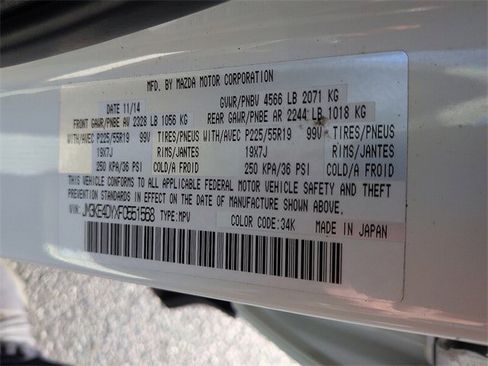 MFD. BY MAZDA MOTOR CORPORATION
DATE 11/14 GVWR/PNBV 4566 LB 2071 KG
FRONT GAWR/PNBE AV 2328 LB 1056 KG REAR GAWR/PNBE AR 2244 LB 1018 KG
WITH/AVEC P225/55R19 99V TIRES/PNEUS WITH/AVEC P225/55R19 99V TIRES/PNEUS
19X7J RIMS/JANTES 19X7J RIMS/JANTES
250 KPA/36 PSI COLD/A FROID 250 KPA/36 PSI COLD/A FROID
THIS VEHICLE CONFORMS TO ALL APPLICABLE FEDERAL MOTOR VEHICLE SAFETY AND THEFT
PREVENTION STANDARDS IN EFFECT ON THE DATE OF MANUFACTURE SHOWN ABOVE.
VIN: JM3KE4DYXF0551568 TYPE:MPV COLOR CODE:34K MADE IN JAPAN